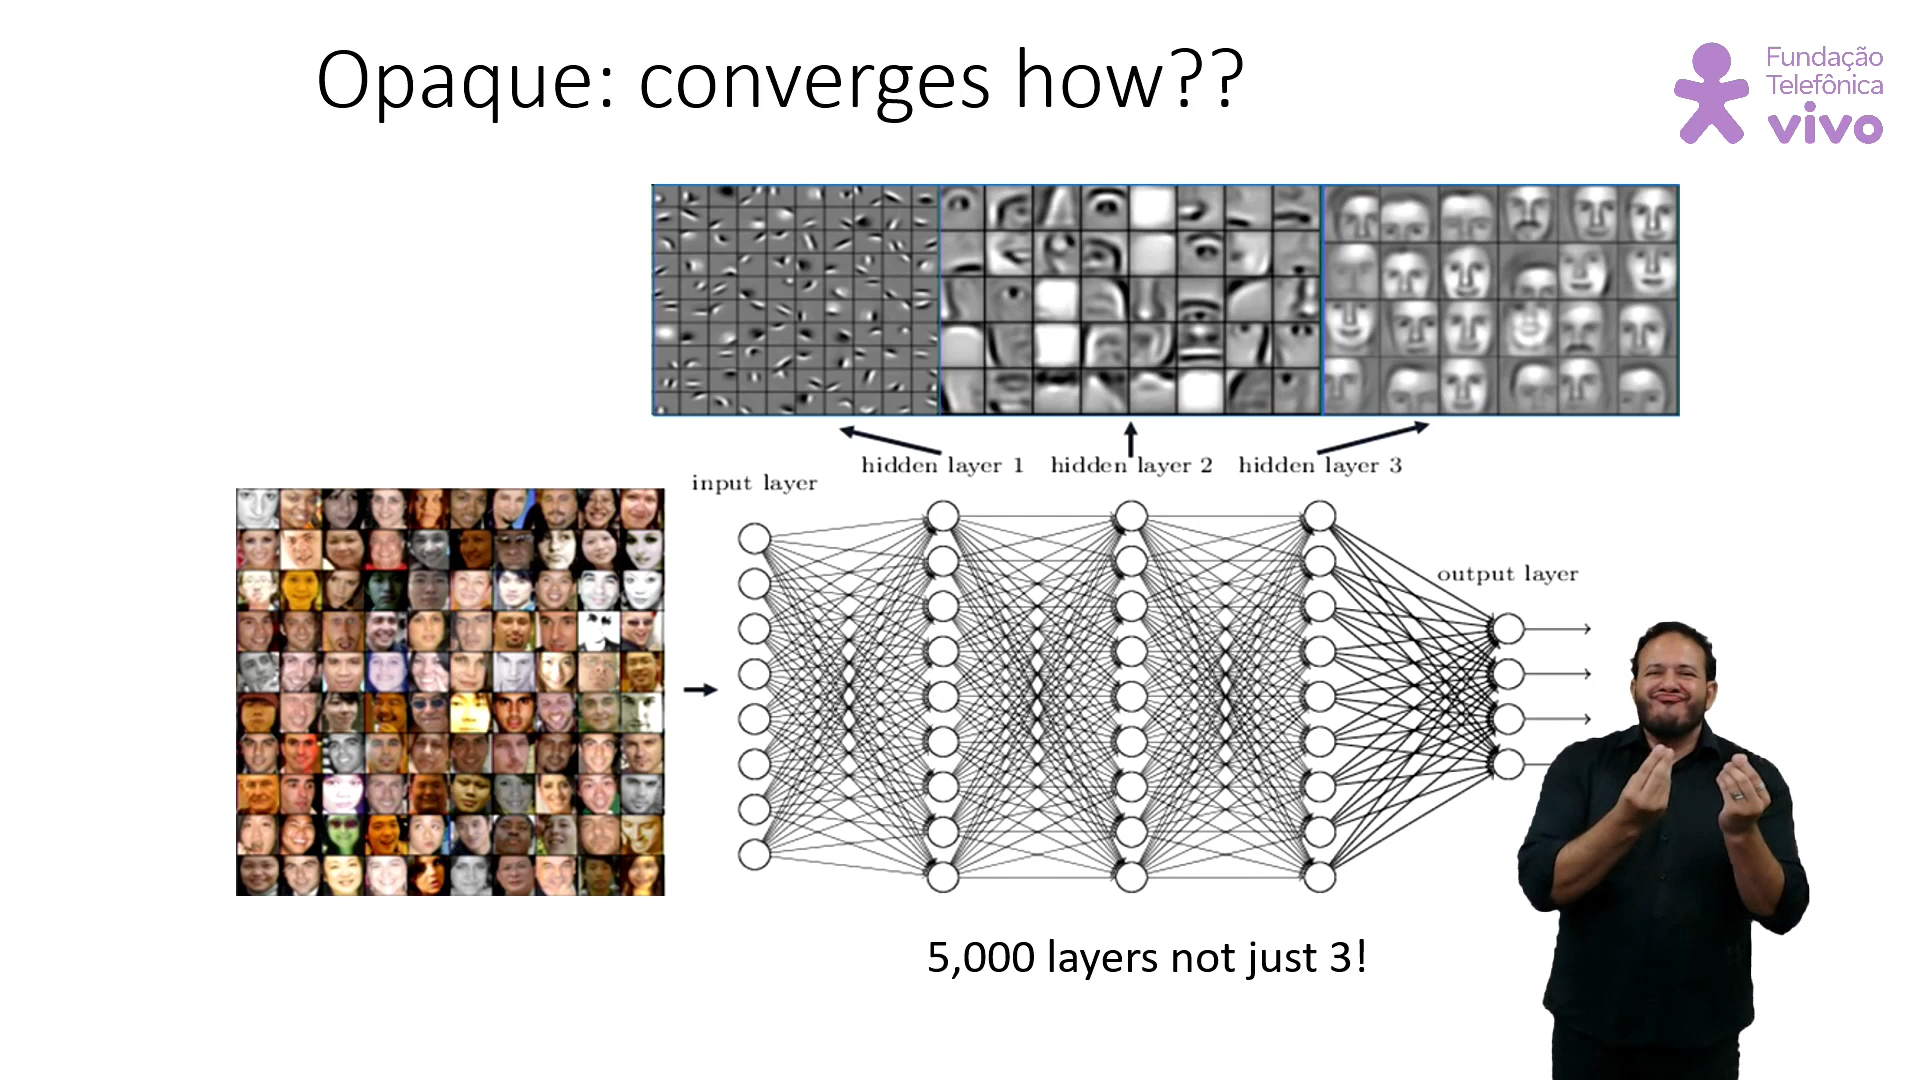 Opaque: converges how??
Fundação
Telefônica
vivo
hidden layer 1 hidden layer 2 hidden layer 3
input layer
output layer
5,000 layers not just 3!